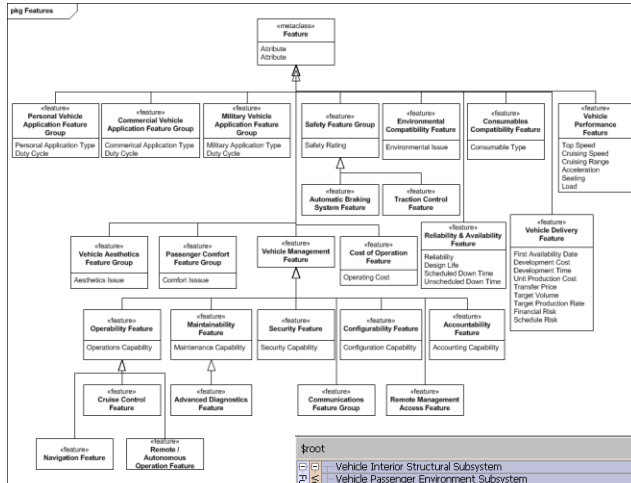 pkg Features
«metaclass»
Feature
Attribute
Attribute
«feature»
Personal Vehicle
Application Feature
Group
Personal Application Type
Duty Cycle
«feature»
Commercial Vehicle
Application Feature
Group
Commerical Application Type
Duty Cycle
«feature»
Military Vehicle
Application Feature
Group
Military Application Type
Duty Cycle
«feature»
Safety Feature Group
Safety Rating
«feature»
Environmental
Compatibility Feature
Environmental Issue
«feature»
Consumables
Compatibility Feature
Consumable Type
«feature»
Vehicle
Performance
Feature
Top Speed
Cruising Speed
Cruising Range
Acceleration
Seating
Load
«feature»
Automatic Braking
System Feature
«feature»
Traction Control
Feature
«feature»
Vehicle Aesthetics
Feature Group
Aesthetics Issue
«feature»
Passenger Comfort
Feature Group
Comfort Isssue
«feature»
Vehicle Management
Feature
«feature»
Cost of Operation
Feature
Operating Cost
«feature»
Reliability & Availability
Feature
Reliability
Design Life
Scheduled Down Time
Unscheduled Down Time
«feature»
Vehicle Delivery
Feature
First Availability Date
Development Cost
Development Time
Unit Production Cost
Transfer Price
Target Volume
Target Production Rate
Financial Risk
Schedule Risk
«feature»
Operability Feature
Operations Capability
«feature»
Maintainability
Feature
Maintenance Capability
«feature»
Security Feature
Security Capability
«feature»
Configurability Feature
Configuration Capability
«feature»
Accountability
Feature
Accounting Capability
«feature»
Cruise Control
Feature
«feature»
Advanced Diagnostics
Feature
«feature»
Communications
Feature Group
«feature»
Remote Management
Access Feature
«feature»
Navigation Feature
«feature»
Remote /
Autonomous
Operation Feature
$root
Vehicle Interior Structural Subsystem
Vehicle Passenger Environment Subsystem